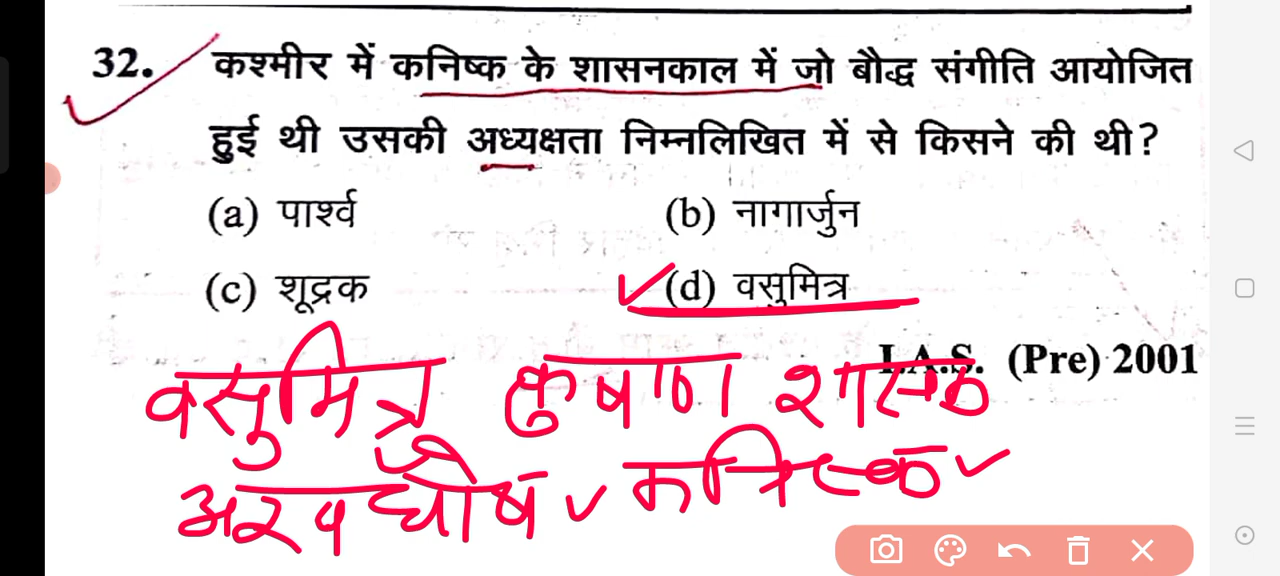 32. कश्मीर में कनिष्क के शासनकाल में जो बौद्ध संगीति आयोजित
हुई थी उसकी अध्यक्षता निम्नलिखित में से किसने की थी?
(a) पार्श्व (b) नागार्जुन
(c) शूद्रक (d) वसुमित्र
I.A.S. (Pre) 2001
वसुमित्र कुषाण शासक
अश्वघोष कनिस्क